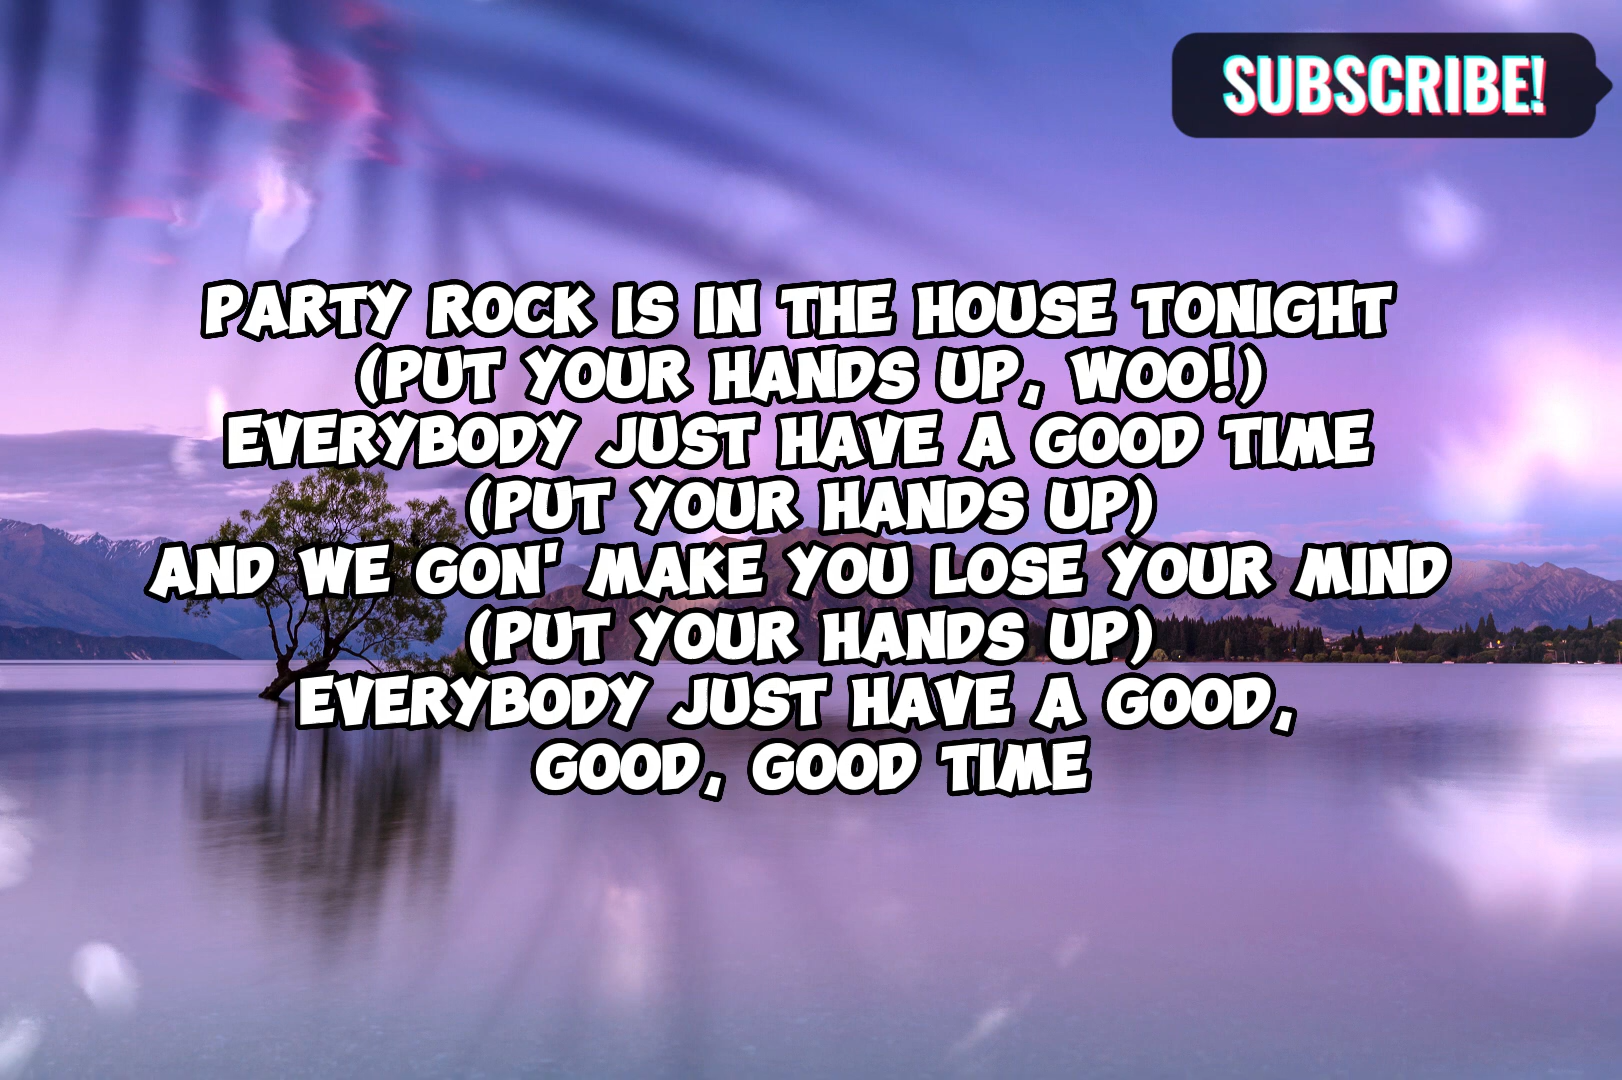 SUBSCRIBE!
PARTY ROCK IS IN THE HOUSE TONIGHT
(PUT YOUR HANDS UP, WOO!)
EVERYBODY JUST HAVE A GOOD TIME
(PUT YOUR HANDS UP)
AND WE GON' MAKE YOU LOSE YOUR MIND
(PUT YOUR HANDS UP)
EVERYBODY JUST HAVE A GOOD,
GOOD, GOOD TIME